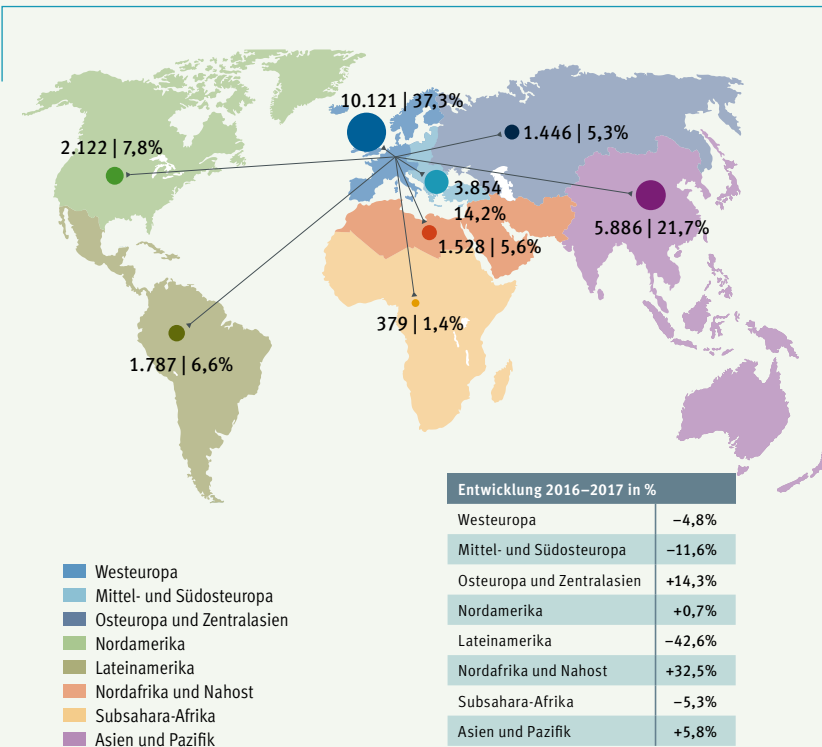 10.121 | 37,3%
1.446 | 5,3%
2.122 | 7,8%
3.854
14,2%
5.886 | 21,7%
1.528 | 5,6%
379 | 1,4%
1.787 | 6,6%
Entwicklung 2016–2017 in %
Westeuropa –4,8%
Mittel- und Südosteuropa –11,6%
Osteuropa und Zentralasien +14,3%
Nordamerika +0,7%
Lateinamerika –42,6%
Nordafrika und Nahost +32,5%
Subsahara-Afrika –5,3%
Asien und Pazifik +5,8%
Westeuropa
Mittel- und Südosteuropa
Osteuropa und Zentralasien
Nordamerika
Lateinamerika
Nordafrika und Nahost
Subsahara-Afrika
Asien und Pazifik